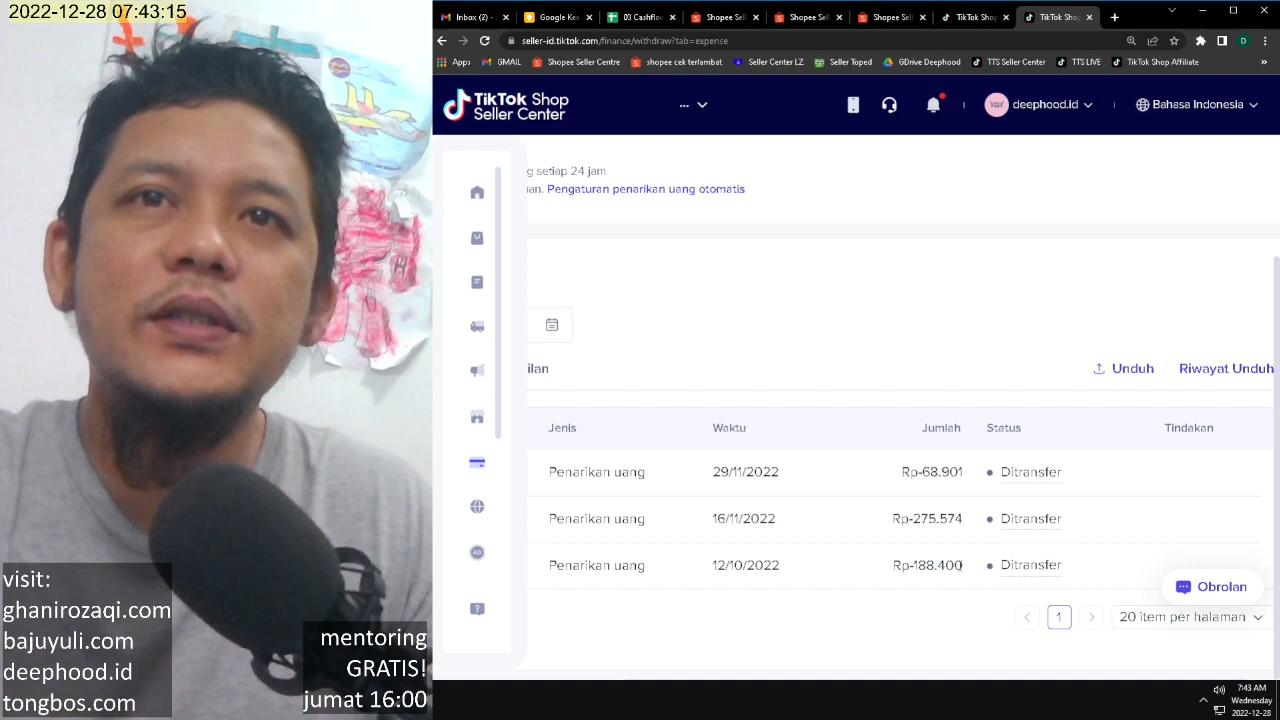 2022-12-28 07:43:15
Inbox (2) -
Google Kee
03 Cashflow
Shopee Sell
Shopee Sell
Shopee Sell
TikTok Shop
TikTok Shop
seller-id.tiktok.com/finance/withdraw?tab=expense
Apps
GMAIL
Shopee Seller Centre
shopee cek terlambat
Seller Center LZ
Seller Toped
GDrive Deephood
TTS Seller Center
TTS LIVE
TikTok Shop Affiliate
»
TikTok Shop
Seller Center
...
deephood.id
Bahasa Indonesia
g setiap 24 jam
an. Pengaturan penarikan uang otomatis
ilan
Unduh
Riwayat Unduh
Jenis Waktu Jumlah Status Tindakan
Penarikan uang 29/11/2022 Rp-68.901 Ditransfer
Penarikan uang 16/11/2022 Rp-275.574 Ditransfer
Penarikan uang 12/10/2022 Rp-188.400 Ditransfer
Obrolan
1
20 item per halaman
visit:
ghanirozaqi.com
bajuyuli.com
deephood.id
tongbos.com
mentoring
GRATIS!
jumat 16:00
7:43 AM
Wednesday
2022-12-28